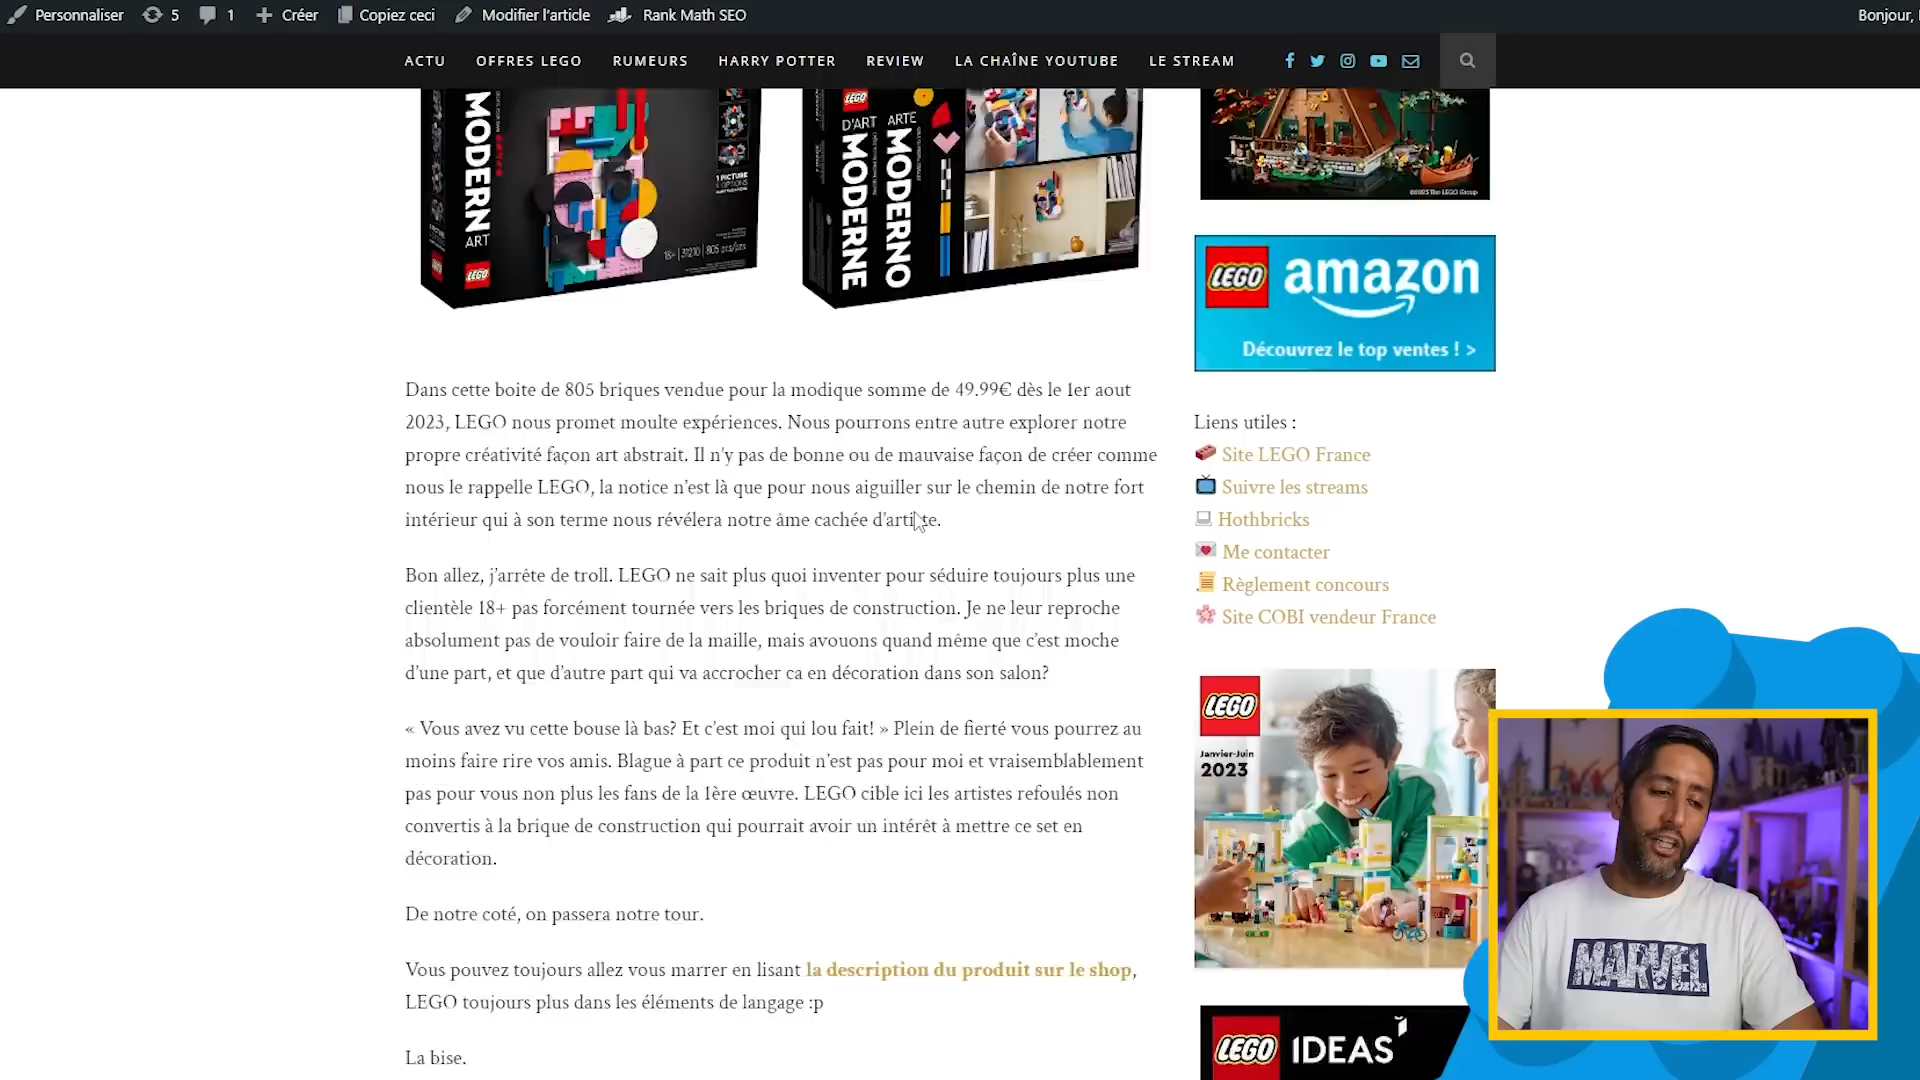 Personnaliser 5 1 Créer Copiez ceci Modifier l'article Rank Math SEO Bonjour,
ACTU OFFRES LEGO RUMEURS HARRY POTTER REVIEW LA CHAÎNE YOUTUBE LE STREAM
MODERN
ART
LEGO
1 PICTURE
18+ 31210 805 pcs/pzs
LEGO
D'ART
MODERNE
ARTE
MODERNO
©2023 The LEGO Group
LEGO amazon
Découvrez le top ventes ! >
Dans cette boite de 805 briques vendue pour la modique somme de 49.99€ dès le 1er aout
2023, LEGO nous promet moulte expériences. Nous pourrons entre autre explorer notre
propre créativité façon art abstrait. Il n'y pas de bonne ou de mauvaise façon de créer comme
nous le rappelle LEGO, la notice n'est là que pour nous aiguiller sur le chemin de notre fort
intérieur qui à son terme nous révélera notre âme cachée d'artiste.
Bon allez, j'arrête de troll. LEGO ne sait plus quoi inventer pour séduire toujours plus une
clientèle 18+ pas forcément tournée vers les briques de construction. Je ne leur reproche
absolument pas de vouloir faire de la maille, mais avouons quand même que c'est moche
d'une part, et que d'autre part qui va accrocher ca en décoration dans son salon?
« Vous avez vu cette bouse là bas? Et c'est moi qui lou fait! » Plein de fierté vous pourrez au
moins faire rire vos amis. Blague à part ce produit n'est pas pour moi et vraisemblablement
pas pour vous non plus les fans de la 1ère œuvre. LEGO cible ici les artistes refoulés non
convertis à la brique de construction qui pourrait avoir un intérêt à mettre ce set en
décoration.
De notre coté, on passera notre tour.
Vous pouvez toujours allez vous marrer en lisant la description du produit sur le shop,
LEGO toujours plus dans les éléments de langage :p
La bise.
Liens utiles :
Site LEGO France
Suivre les streams
Hothbricks
Me contacter
Règlement concours
Site COBI vendeur France
LEGO
Janvier-Juin
2023
LEGO IDEAS
MARVEL